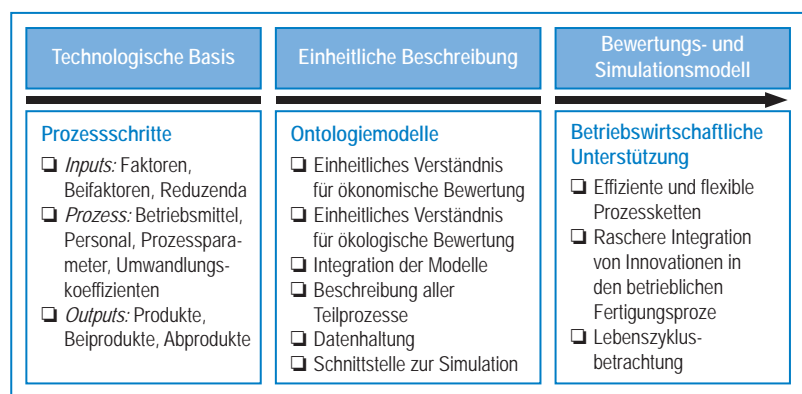 Technologische Basis
Einheitliche Beschreibung
Bewertungs- und
Simulationsmodell
Prozessschritte
❏ Inputs: Faktoren,
Beifaktoren, Reduzenda
❏ Prozess: Betriebsmittel,
Personal, Prozesspara-
meter, Umwandlungs-
koeffizienten
❏ Outputs: Produkte,
Beiprodukte, Abprodukte
Ontologiemodelle
❏ Einheitliches Verständnis
für ökonomische Bewertung
❏ Einheitliches Verständnis
für ökologische Bewertung
❏ Integration der Modelle
❏ Beschreibung aller
Teilprozesse
❏ Datenhaltung
❏ Schnittstelle zur Simulation
Betriebswirtschaftliche
Unterstützung
❏ Effiziente und flexible
Prozessketten
❏ Raschere Integration
von Innovationen in
den betrieblichen
Fertigungsproze
❏ Lebenszyklus-
betrachtung